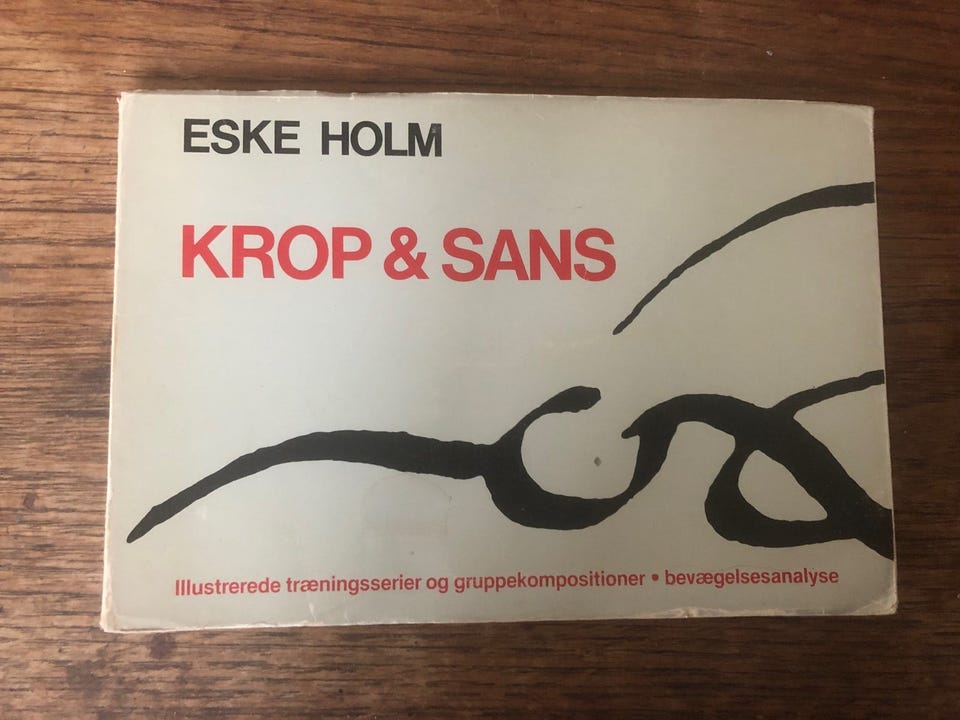 ESKE HOLM
KROP & SANS
Illustrerede træningsserier og gruppekompositioner • bevægelsesanalyse